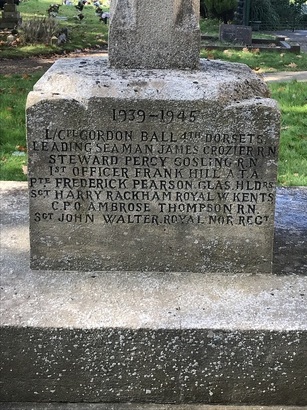 1939-1945
L/CPL GORDON BALL 4TH DORSETS
LEADING SEAMAN JAMES CROZIER R.N
STEWARD PERCY GOSLING R.N
1ST OFFICER FRANK HILL A.T.A
PTE FREDERICK PEARSON. GLAS. HLDRS
SGT HARRY RACKHAM ROYAL W. KENTS
C.P.O AMBROSE THOMPSON R.N.
SGT JOHN WALTER. ROYAL NOR. REGT